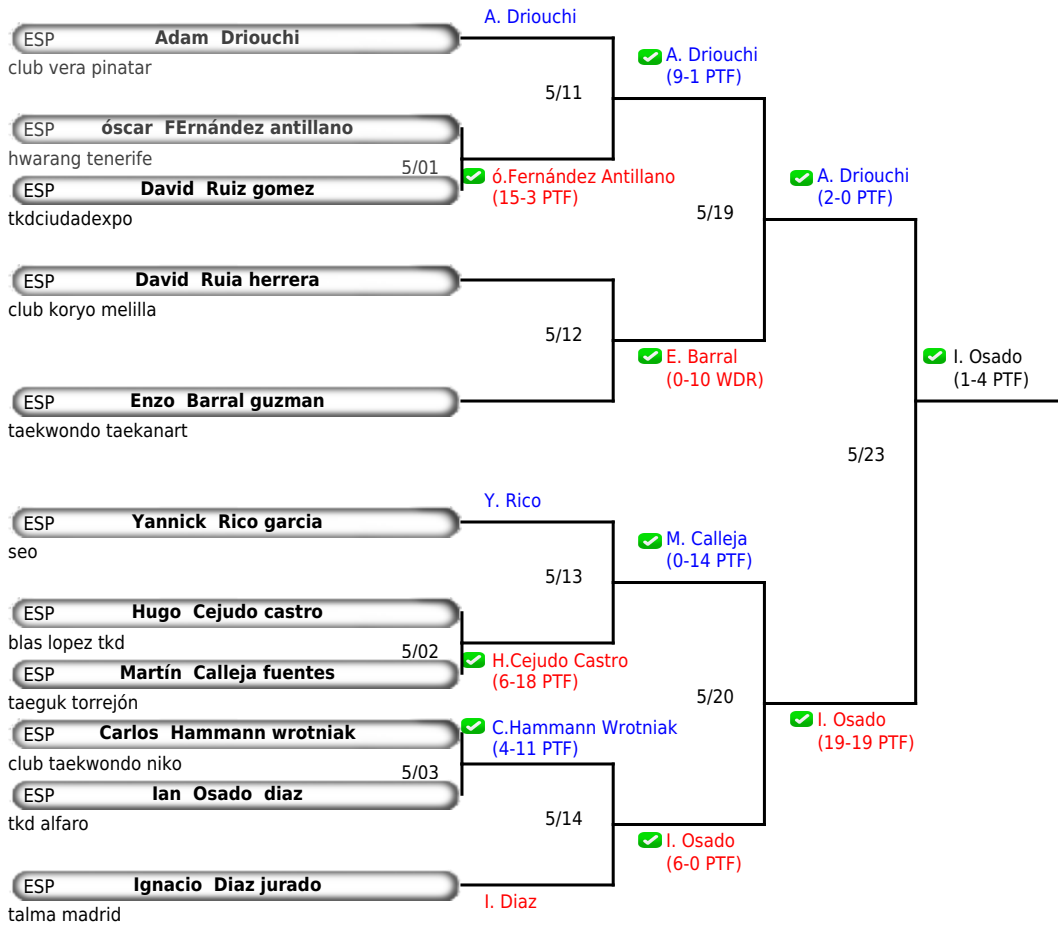 A. Driouchi
ESP Adam Driouchi
club vera pinatar
A. Driouchi
(9-1 PTF)
5/11
ESP óscar FErnández antillano
hwarang tenerife
5/01
ESP David Ruiz gomez
tkdciudadexpo
ó.Fernández Antillano
(15-3 PTF)
A. Driouchi
(2-0 PTF)
5/19
ESP David Ruia herrera
club koryo melilla
5/12
E. Barral
(0-10 WDR)
I. Osado
(1-4 PTF)
ESP Enzo Barral guzman
taekwondo taekanart
5/23
Y. Rico
ESP Yannick Rico garcia
seo
M. Calleja
(0-14 PTF)
5/13
ESP Hugo Cejudo castro
blas lopez tkd
5/02
ESP Martín Calleja fuentes
taeguk torrejón
H.Cejudo Castro
(6-18 PTF)
5/20
I. Osado
(19-19 PTF)
ESP Carlos Hammann wrotniak
club taekwondo niko
C.Hammann Wrotniak
(4-11 PTF)
5/03
ESP Ian Osado diaz
tkd alfaro
5/14
I. Osado
(6-0 PTF)
ESP Ignacio Diaz jurado
talma madrid
I. Diaz